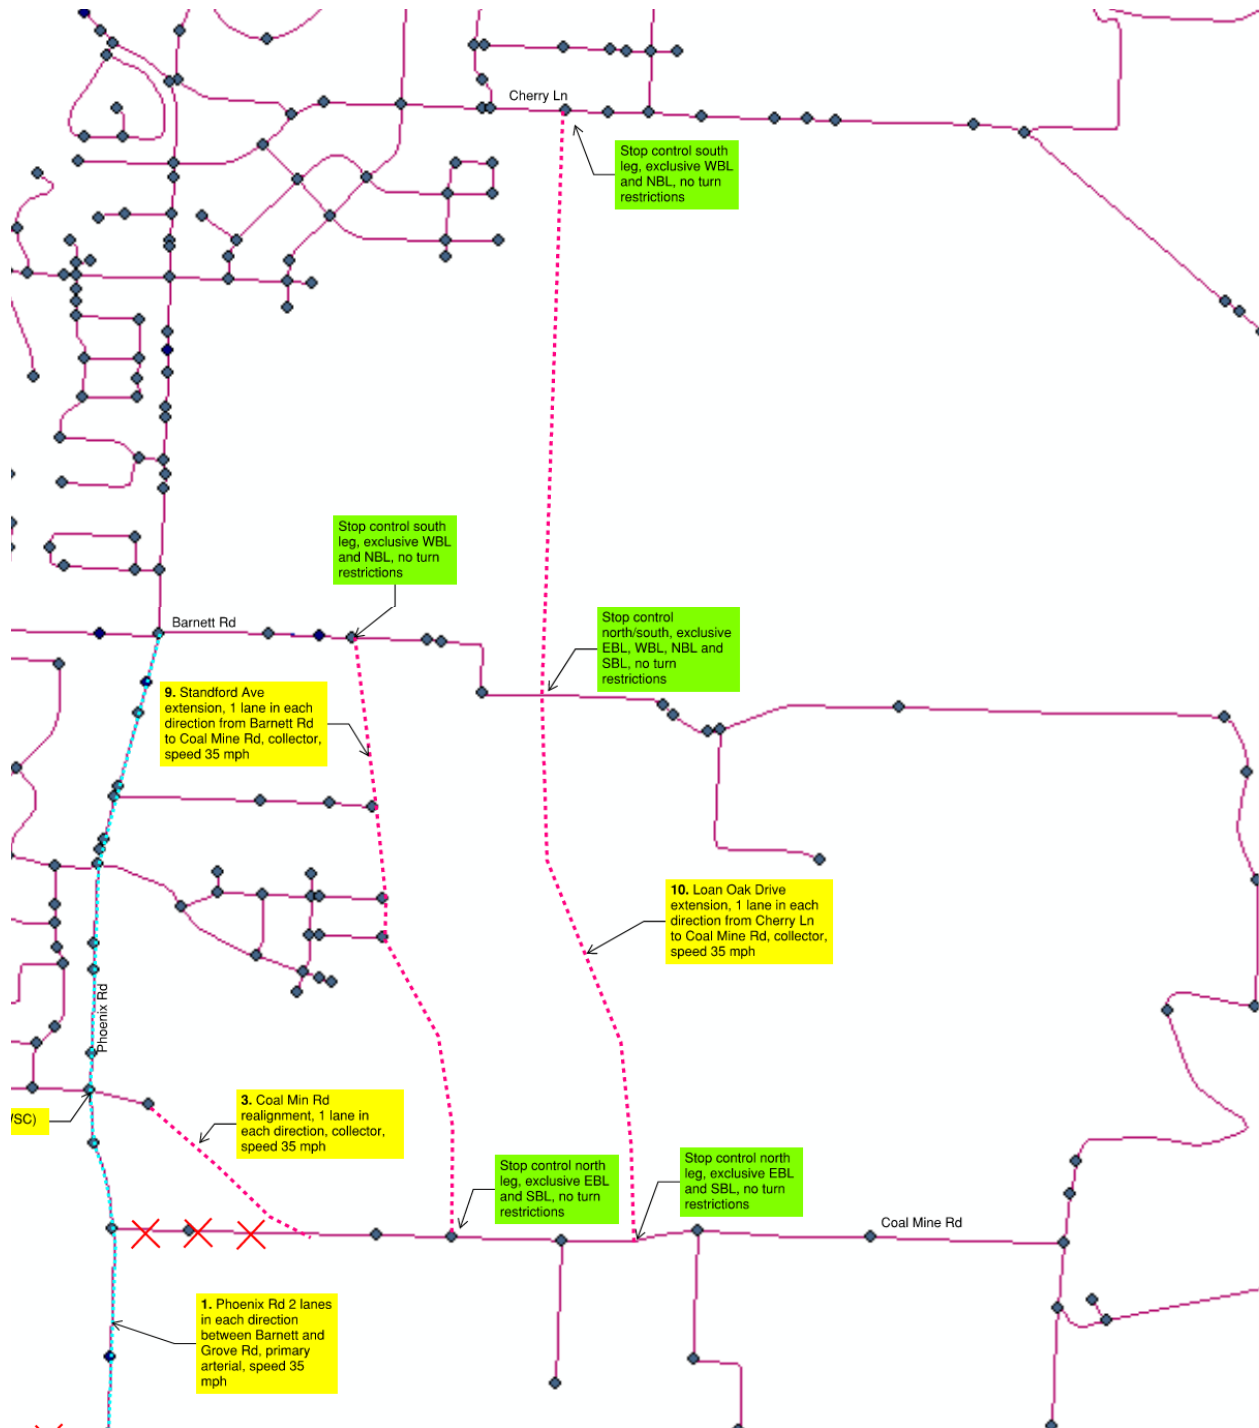 Cherry Ln
Stop control south
leg, exclusive WBL
and NBL, no turn
restrictions
Stop control south
leg, exclusive WBL
and NBL, no turn
restrictions
Barnett Rd
Stop control
north/south, exclusive
EBL, WBL, NBL and
SBL, no turn
restrictions
9. Standford Ave
extension, 1 lane in each
direction from Barnett Rd
to Coal Mine Rd, collector,
speed 35 mph
10. Loan Oak Drive
extension, 1 lane in each
direction from Cherry Ln
to Coal Mine Rd, collector,
speed 35 mph
Phoenix Rd
3. Coal Min Rd
realignment, 1 lane in
each direction, collector,
speed 35 mph
/SC)
Stop control north
leg, exclusive EBL
and SBL, no turn
restrictions
Stop control north
leg, exclusive EBL
and SBL, no turn
restrictions
Coal Mine Rd
1. Phoenix Rd 2 lanes
in each direction
between Barnett and
Grove Rd, primary
arterial, speed 35
mph